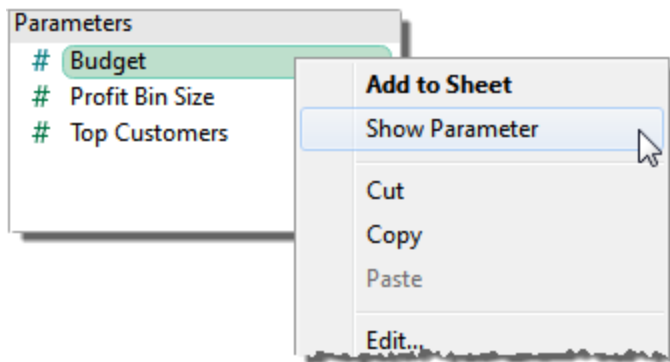 Parameters
# Budget
# Profit Bin Size
# Top Customers
Add to Sheet
Show Parameter
Cut
Copy
Paste
Edit...